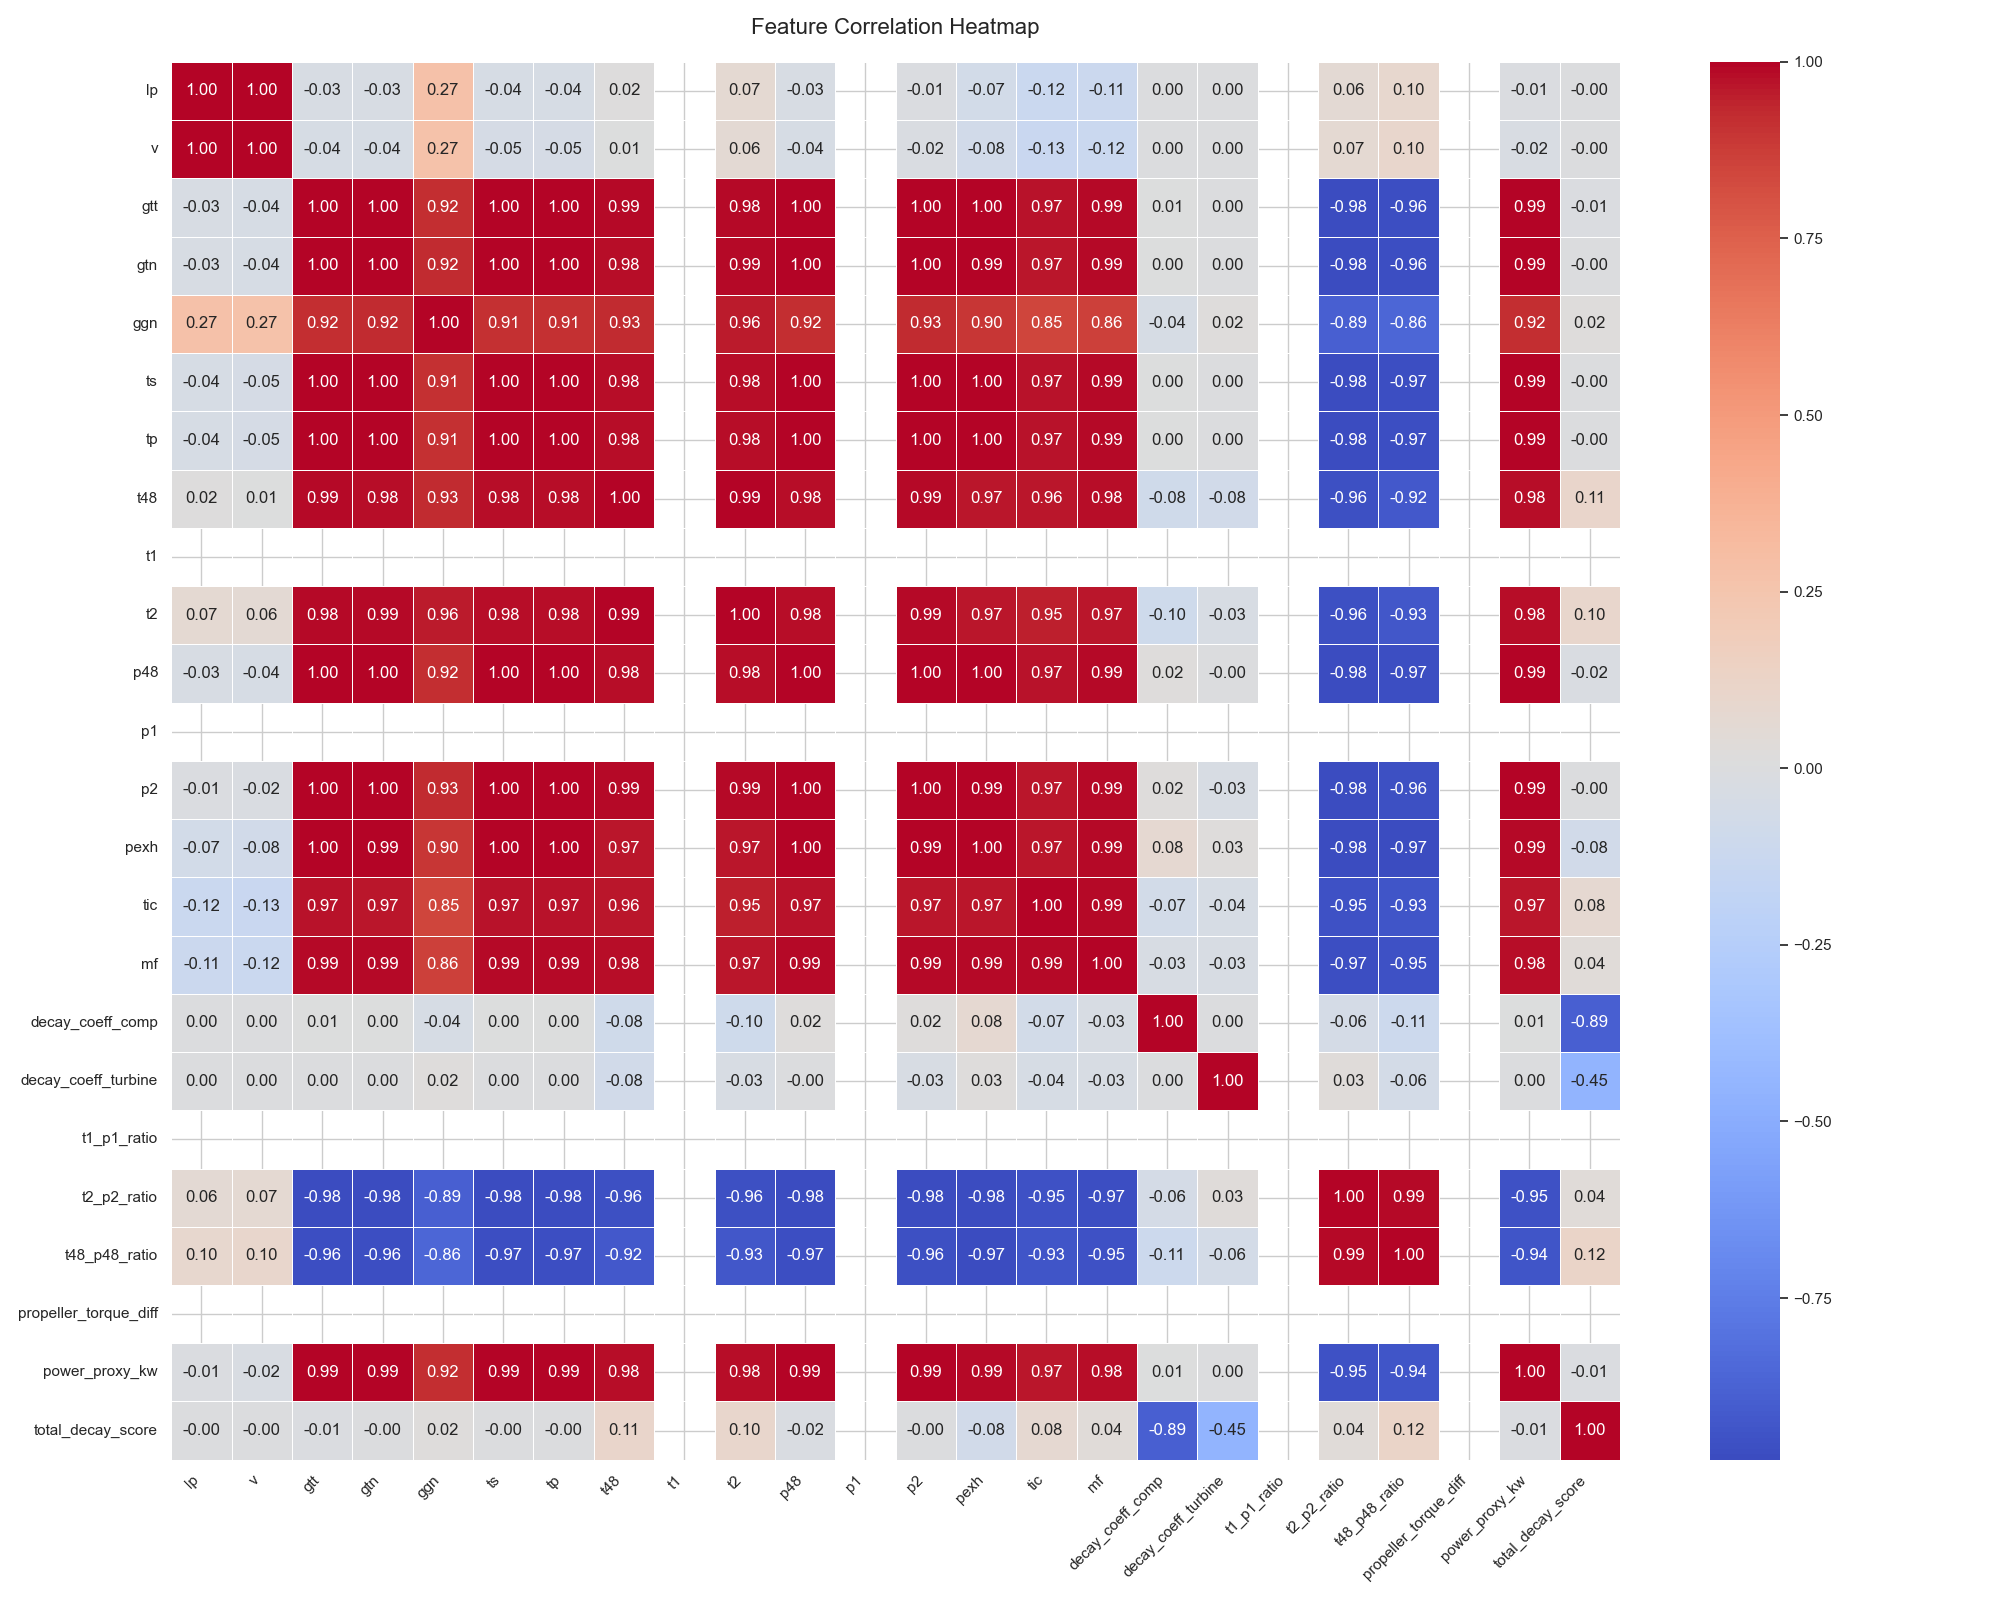 Feature Correlation Heatmap
lp 1.00 1.00 -0.03 -0.03 0.27 -0.04 -0.04 0.02 0.07 -0.03 -0.01 -0.07 -0.12 -0.11 0.00 0.00 0.06 0.10 -0.01 -0.00
v 1.00 1.00 -0.04 -0.04 0.27 -0.05 -0.05 0.01 0.06 -0.04 -0.02 -0.08 -0.13 -0.12 0.00 0.00 0.07 0.10 -0.02 -0.00
gtt -0.03 -0.04 1.00 1.00 0.92 1.00 1.00 0.99 0.98 1.00 1.00 1.00 0.97 0.99 0.01 0.00 -0.98 -0.96 0.99 -0.01
gtn -0.03 -0.04 1.00 1.00 0.92 1.00 1.00 0.98 0.99 1.00 1.00 0.99 0.97 0.99 0.00 0.00 -0.98 -0.96 0.99 -0.00
ggn 0.27 0.27 0.92 0.92 1.00 0.91 0.91 0.93 0.96 0.92 0.93 0.90 0.85 0.86 -0.04 0.02 -0.89 -0.86 0.92 0.02
ts -0.04 -0.05 1.00 1.00 0.91 1.00 1.00 0.98 0.98 1.00 1.00 1.00 0.97 0.99 0.00 0.00 -0.98 -0.97 0.99 -0.00
tp -0.04 -0.05 1.00 1.00 0.91 1.00 1.00 0.98 0.98 1.00 1.00 1.00 0.97 0.99 0.00 0.00 -0.98 -0.97 0.99 -0.00
t48 0.02 0.01 0.99 0.98 0.93 0.98 0.98 1.00 0.99 0.98 0.99 0.97 0.96 0.98 -0.08 -0.08 -0.96 -0.92 0.98 0.11
t1
t2 0.07 0.06 0.98 0.99 0.96 0.98 0.98 0.99 1.00 0.98 0.99 0.97 0.95 0.97 -0.10 -0.03 -0.96 -0.93 0.98 0.10
p48 -0.03 -0.04 1.00 1.00 0.92 1.00 1.00 0.98 0.98 1.00 1.00 1.00 0.97 0.99 0.02 -0.00 -0.98 -0.97 0.99 -0.02
p1
p2 -0.01 -0.02 1.00 1.00 0.93 1.00 1.00 0.99 0.99 1.00 1.00 0.99 0.97 0.99 0.02 -0.03 -0.98 -0.96 0.99 -0.00
pexh -0.07 -0.08 1.00 0.99 0.90 1.00 1.00 0.97 0.97 1.00 0.99 1.00 0.97 0.99 0.08 0.03 -0.98 -0.97 0.99 -0.08
tic -0.12 -0.13 0.97 0.97 0.85 0.97 0.97 0.96 0.95 0.97 0.97 0.97 1.00 0.99 -0.07 -0.04 -0.95 -0.93 0.97 0.08
mf -0.11 -0.12 0.99 0.99 0.86 0.99 0.99 0.98 0.97 0.99 0.99 0.99 0.99 1.00 -0.03 -0.03 -0.97 -0.95 0.98 0.04
decay_coeff_comp 0.00 0.00 0.01 0.00 -0.04 0.00 0.00 -0.08 -0.10 0.02 0.02 0.08 -0.07 -0.03 1.00 0.00 -0.06 -0.11 0.01 -0.89
decay_coeff_turbine 0.00 0.00 0.00 0.00 0.02 0.00 0.00 -0.08 -0.03 -0.00 -0.03 0.03 -0.04 -0.03 0.00 1.00 0.03 -0.06 0.00 -0.45
t1_p1_ratio
t2_p2_ratio 0.06 0.07 -0.98 -0.98 -0.89 -0.98 -0.98 -0.96 -0.96 -0.98 -0.98 -0.98 -0.95 -0.97 -0.06 0.03 1.00 0.99 -0.95 0.04
t48_p48_ratio 0.10 0.10 -0.96 -0.96 -0.86 -0.97 -0.97 -0.92 -0.93 -0.97 -0.96 -0.97 -0.93 -0.95 -0.11 -0.06 0.99 1.00 -0.94 0.12
propeller_torque_diff
power_proxy_kw -0.01 -0.02 0.99 0.99 0.92 0.99 0.99 0.98 0.98 0.99 0.99 0.99 0.97 0.98 0.01 0.00 -0.95 -0.94 1.00 -0.01
total_decay_score -0.00 -0.00 -0.01 -0.00 0.02 -0.00 -0.00 0.11 0.10 -0.02 -0.00 -0.08 0.08 0.04 -0.89 -0.45 0.04 0.12 -0.01 1.00
lp v gtt gtn ggn ts tp t48 t1 t2 p48 p1 p2 pexh tic mf decay_coeff_comp decay_coeff_turbine t1_p1_ratio t2_p2_ratio t48_p48_ratio propeller_torque_diff power_proxy_kw total_decay_score
1.00
0.75
0.50
0.25
0.00
−0.25
−0.50
−0.75